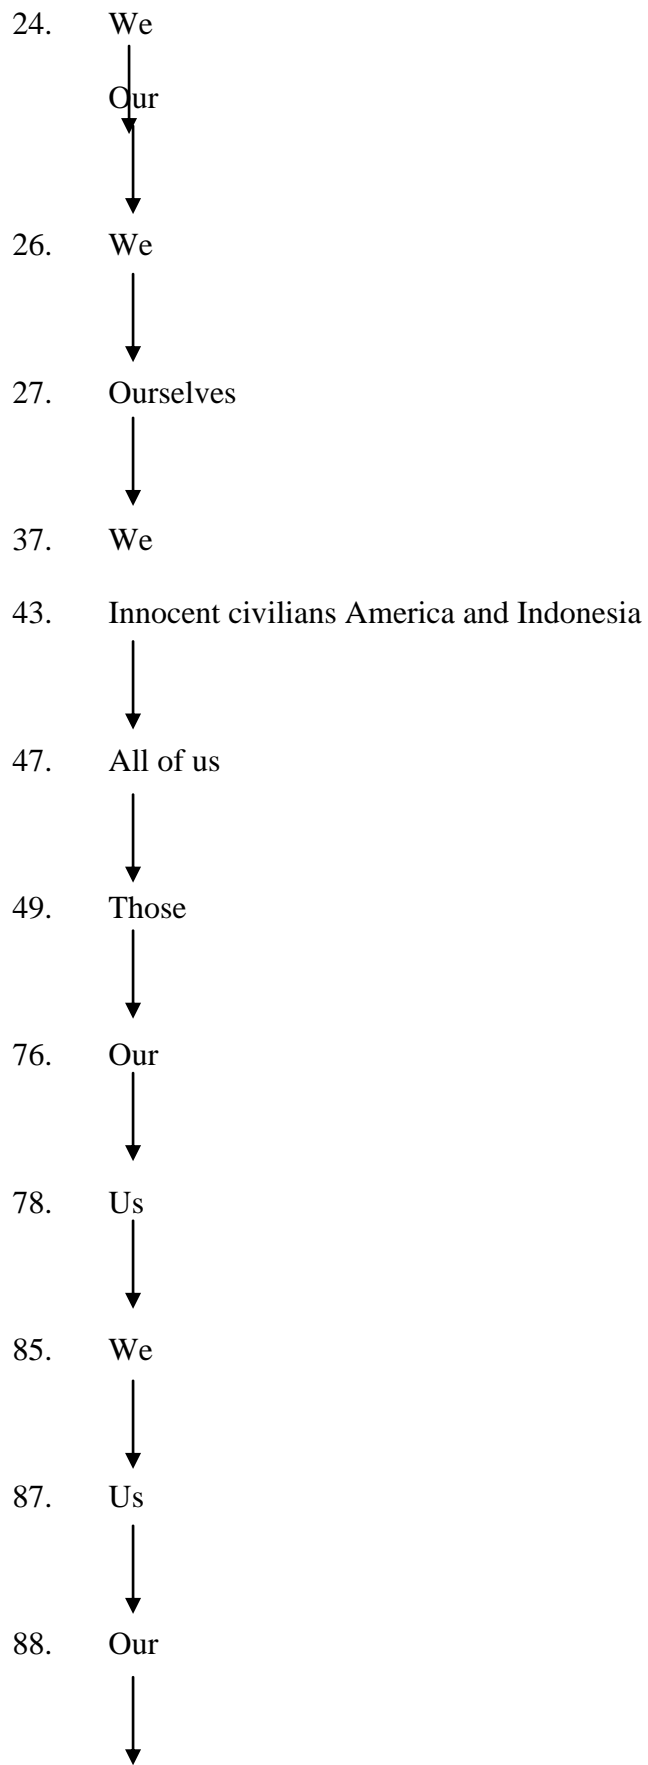 24. We
Our
26. We
27. Ourselves
37. We
43. Innocent civilians America and Indonesia
47. All of us
49. Those
76. Our
78. Us
85. We
87. Us
88. Our